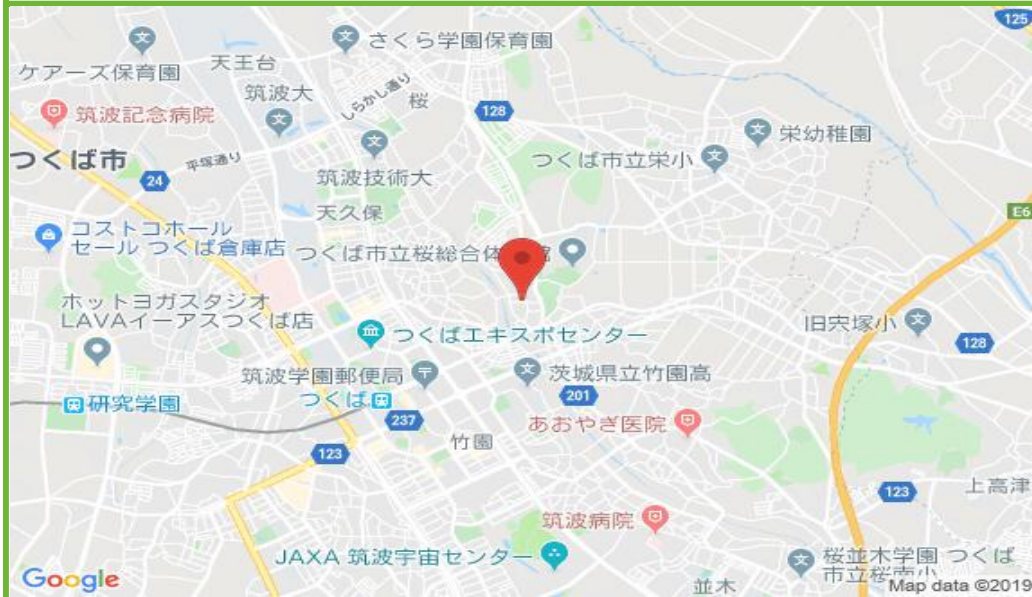 125
さくら学園保育園
ケアーズ保育園
天王台
筑波大
しらかし通り
桜
128
筑波記念病院
栄幼稚園
つくば市
平塚通り
24
つくば市立栄小
筑波技術大
天久保
E6
コストコホール
セール つくば倉庫店
つくば市立桜総合体
館
ホットヨガスタジオ
LAVAイーアスつくば店
つくばエキスポセンター
旧宍塚小
128
筑波学園郵便局
茨城県立竹園高
つくば
研究学園
201
237
あおやぎ医院
竹園
123
123
上高津
筑波病院
JAXA 筑波宇宙センター
桜並木学園 つくば
市立桜南小
並木
Google
Map data ©2019